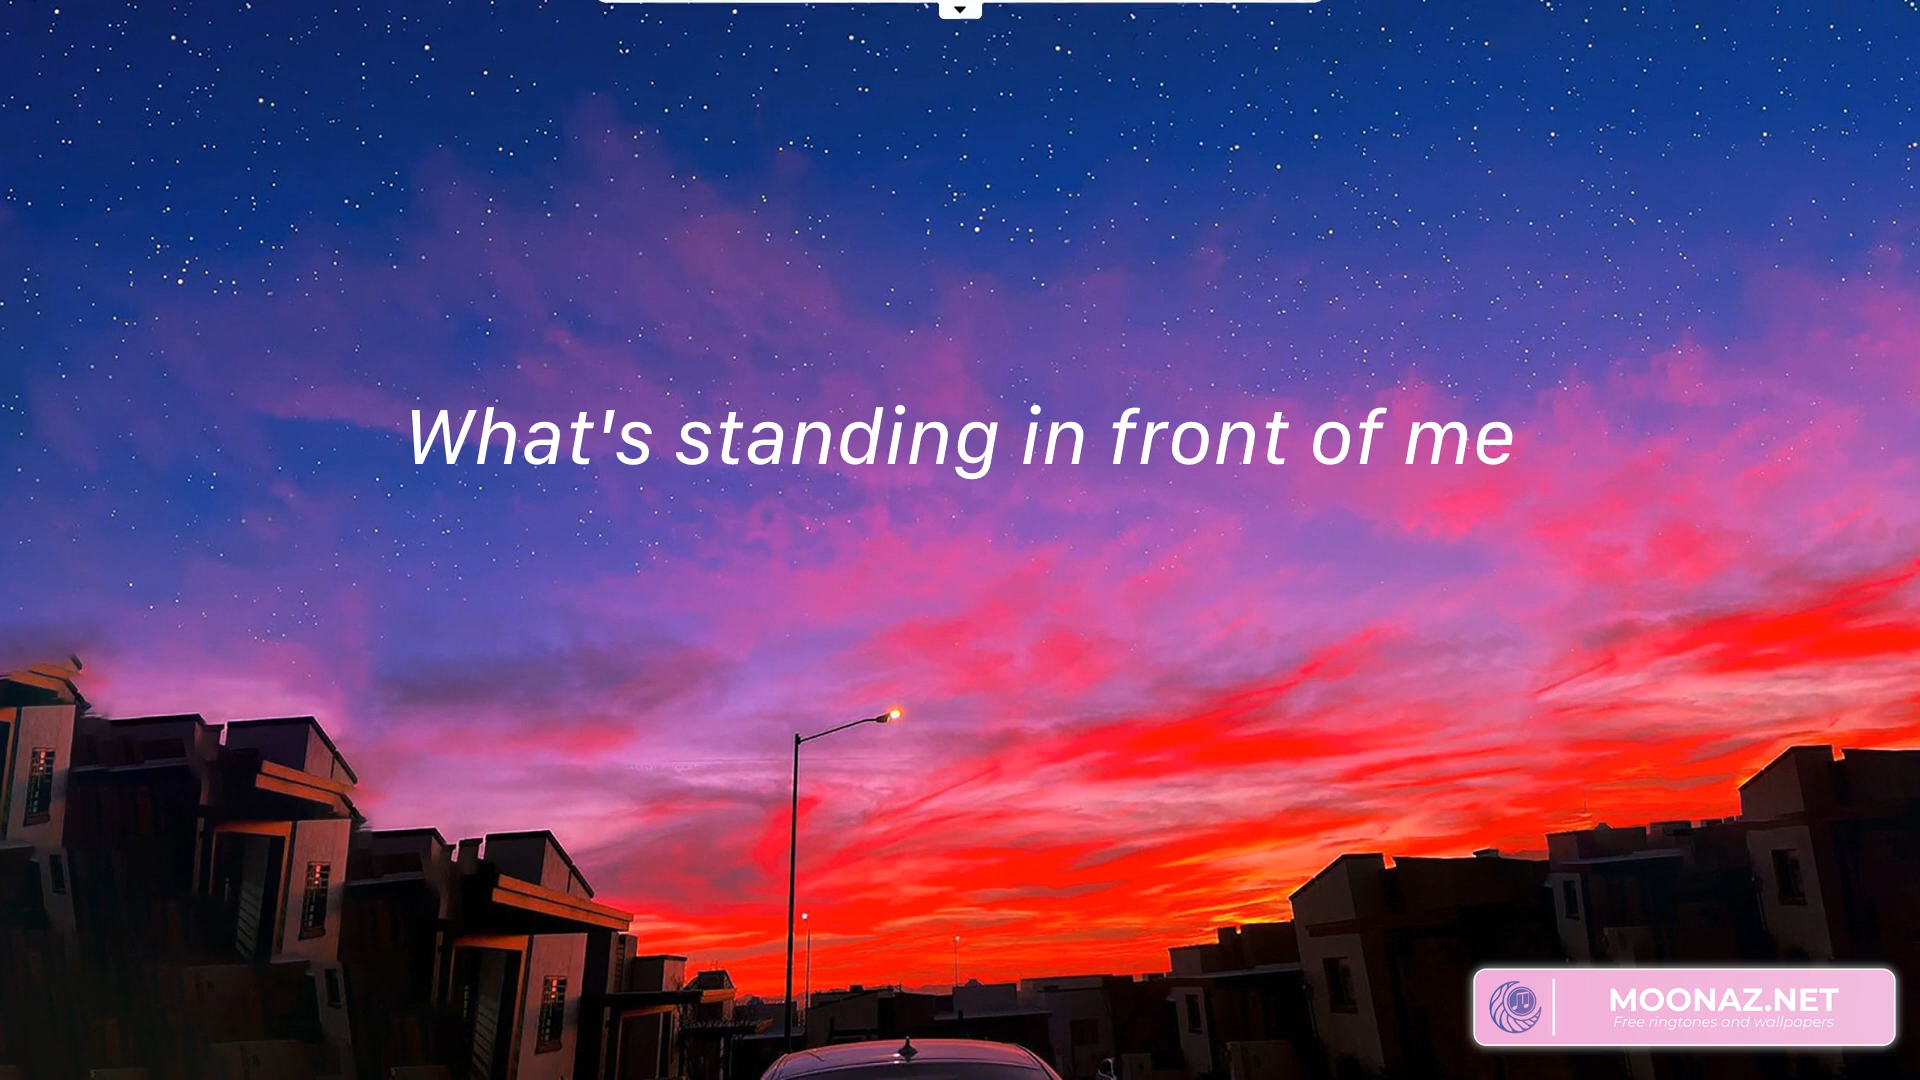 What's standing in front of me
MOONAZ.NET
Free ringtones and wallpapers